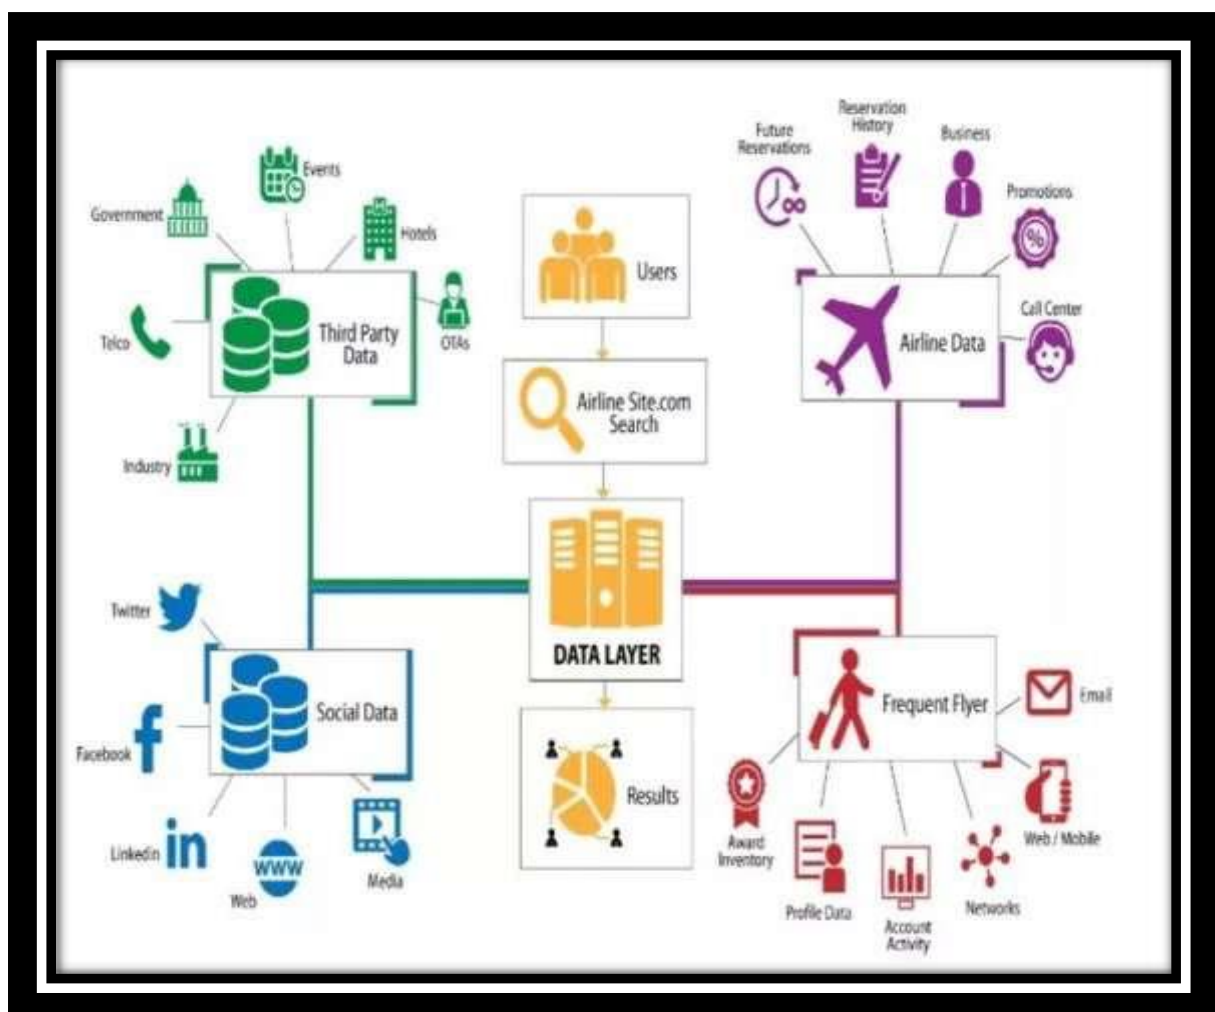 Events
Government
Hotels
Telco
Third Party
Data
OTAs
Industry
Users
Airline Site.com
Search
DATA LAYER
Results
Future
Reservations
Reservation
History
Business
Promotions
%
Airline Data
Call Center
Twitter
Social Data
Facebook
f
Linkedin
in
Web
WWW
Media
Frequent Flyer
Email
Award
Inventory
Profile Data
Account
Activity
Networks
Web / Mobile